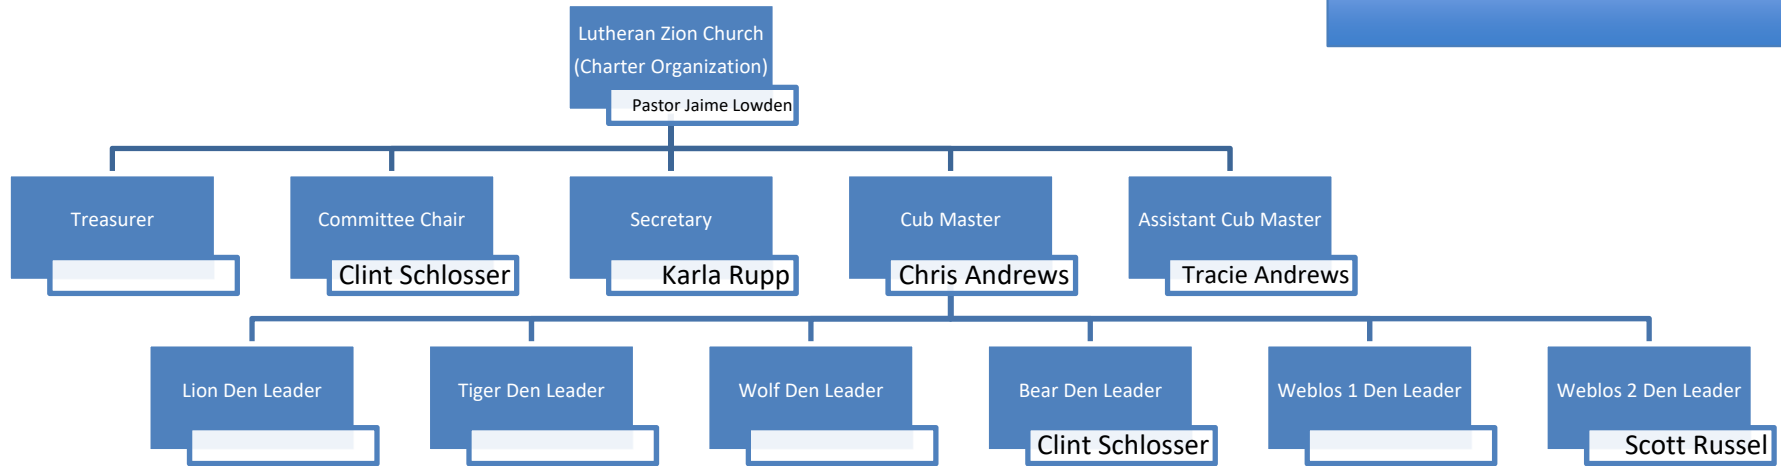 Lutheran Zion Church
(Charter Organization)
Pastor Jaime Lowden
Treasurer
Committee Chair
Clint Schlosser
Secretary
Karla Rupp
Cub Master
Chris Andrews
Assistant Cub Master
Tracie Andrews
Lion Den Leader
Tiger Den Leader
Wolf Den Leader
Bear Den Leader
Clint Schlosser
Weblos 1 Den Leader
Weblos 2 Den Leader
Scott Russel